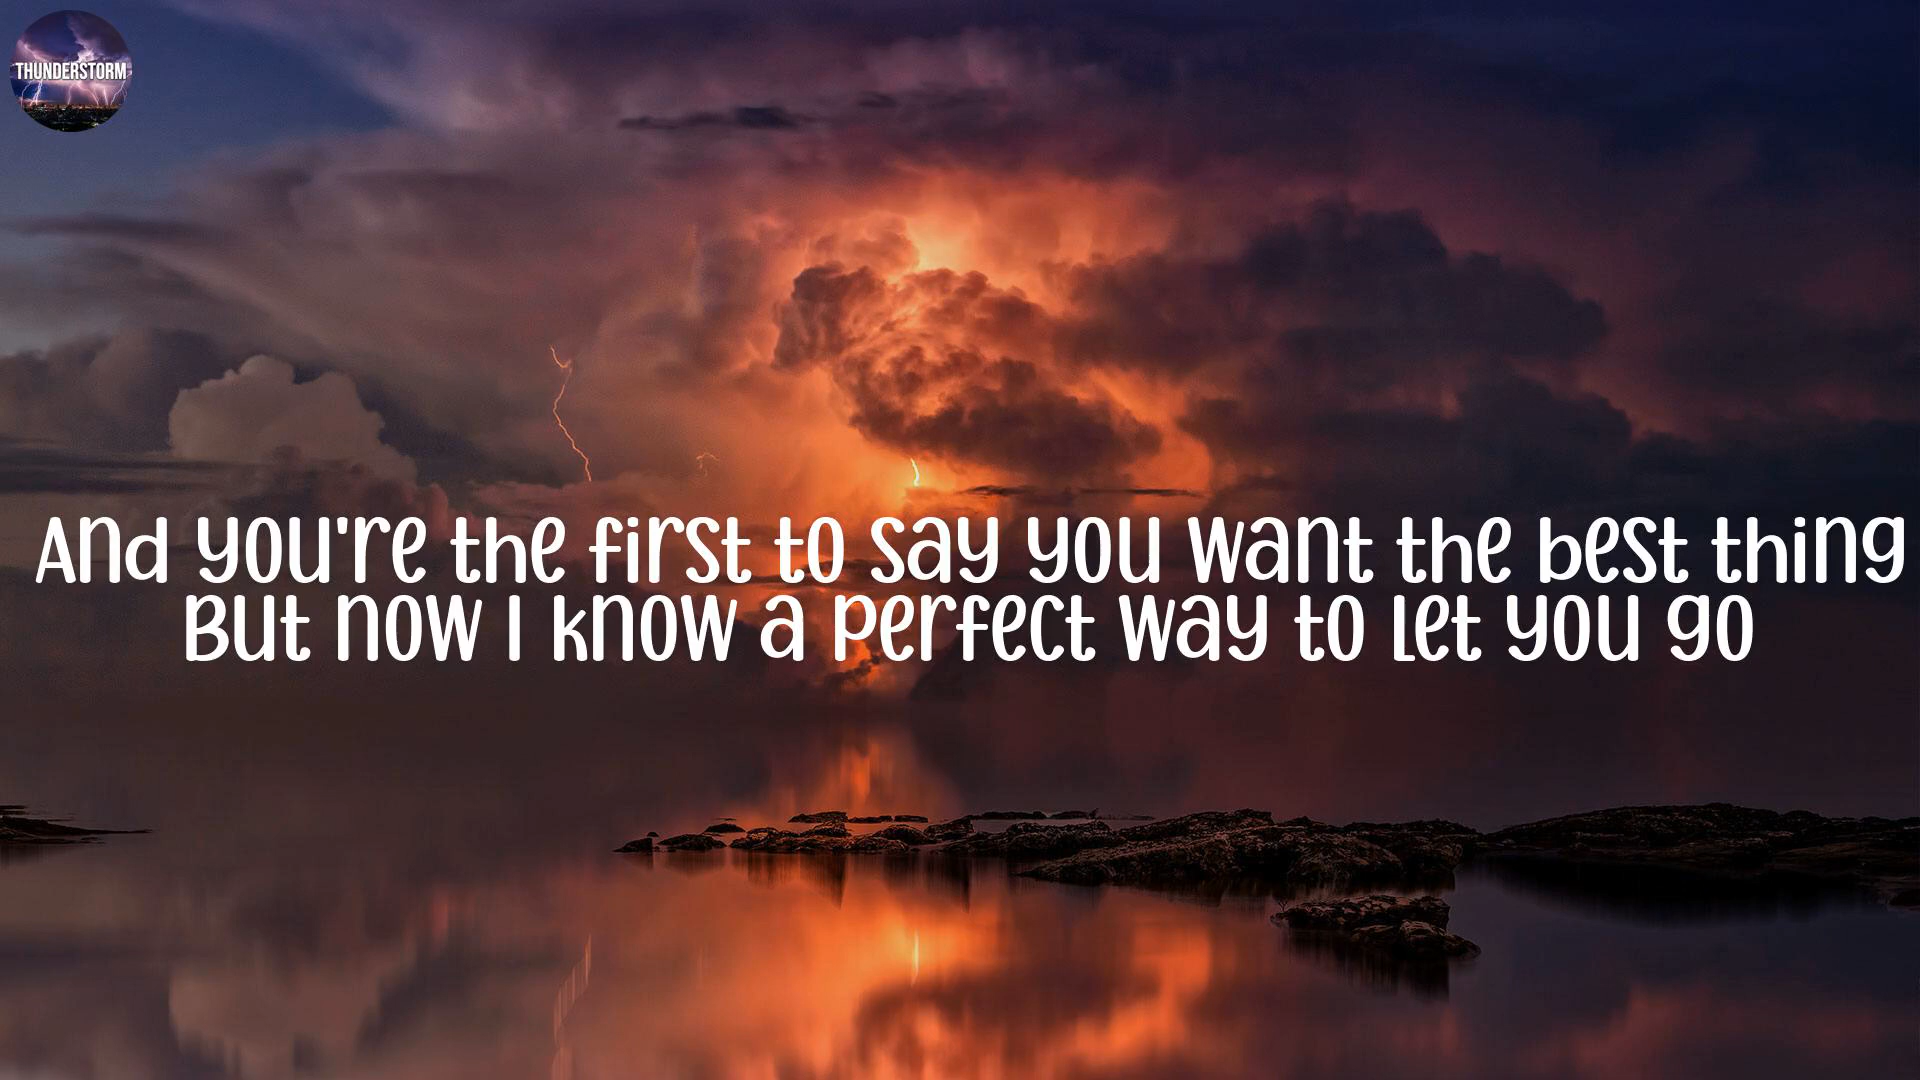 THUNDERSTORM
And you're the first to say you want the best thing
But now I know a perfect way to let you go